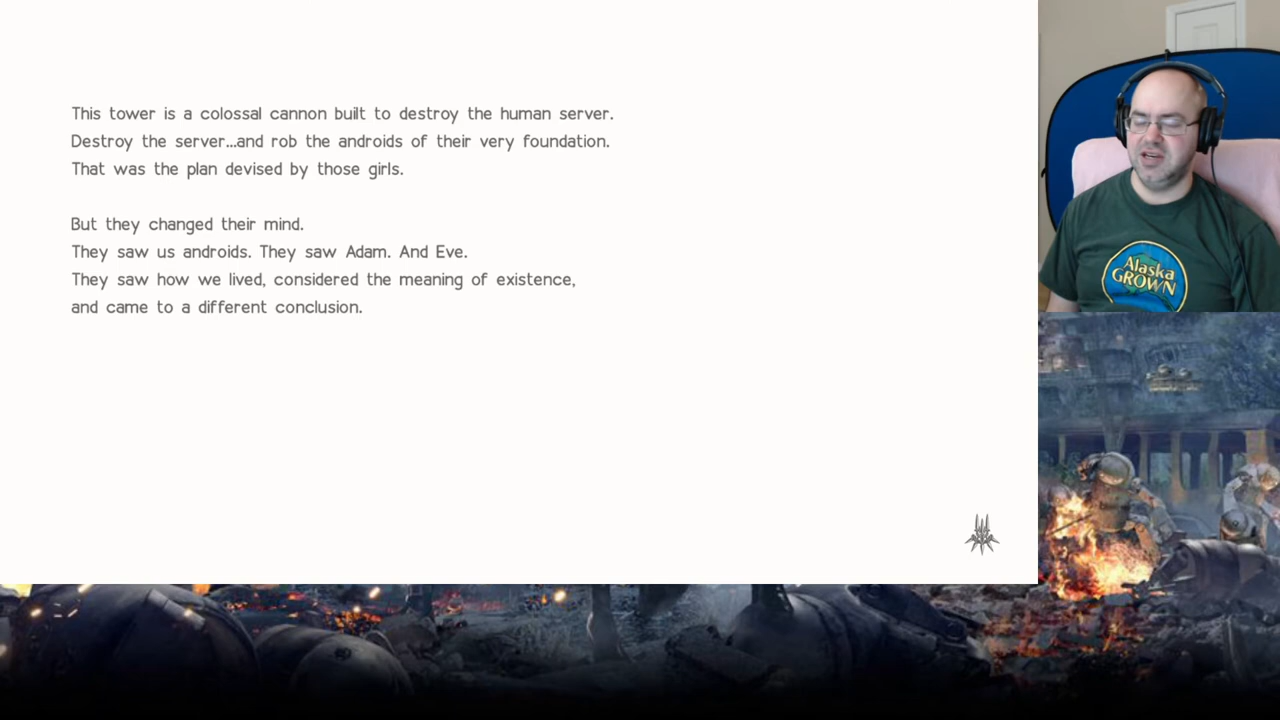 This tower is a colossal cannon built to destroy the human server.
Destroy the server...and rob the androids of their very foundation.
That was the plan devised by those girls.
But they changed their mind.
They saw us androids. They saw Adam. And Eve.
They saw how we lived, considered the meaning of existence,
and came to a different conclusion.
Alaska
GROWN